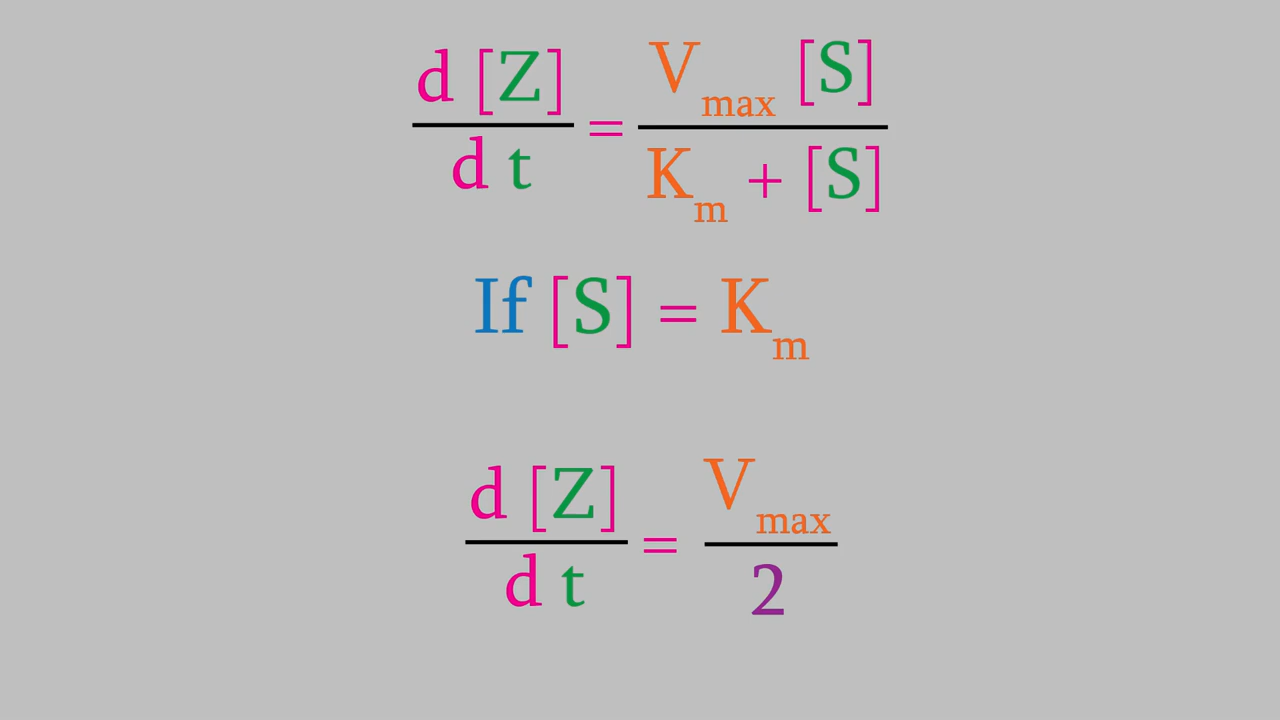 d [Z] / d t = V_max [S] / K_m + [S]
If [S] = K_m
d [Z] / d t = V_max / 2